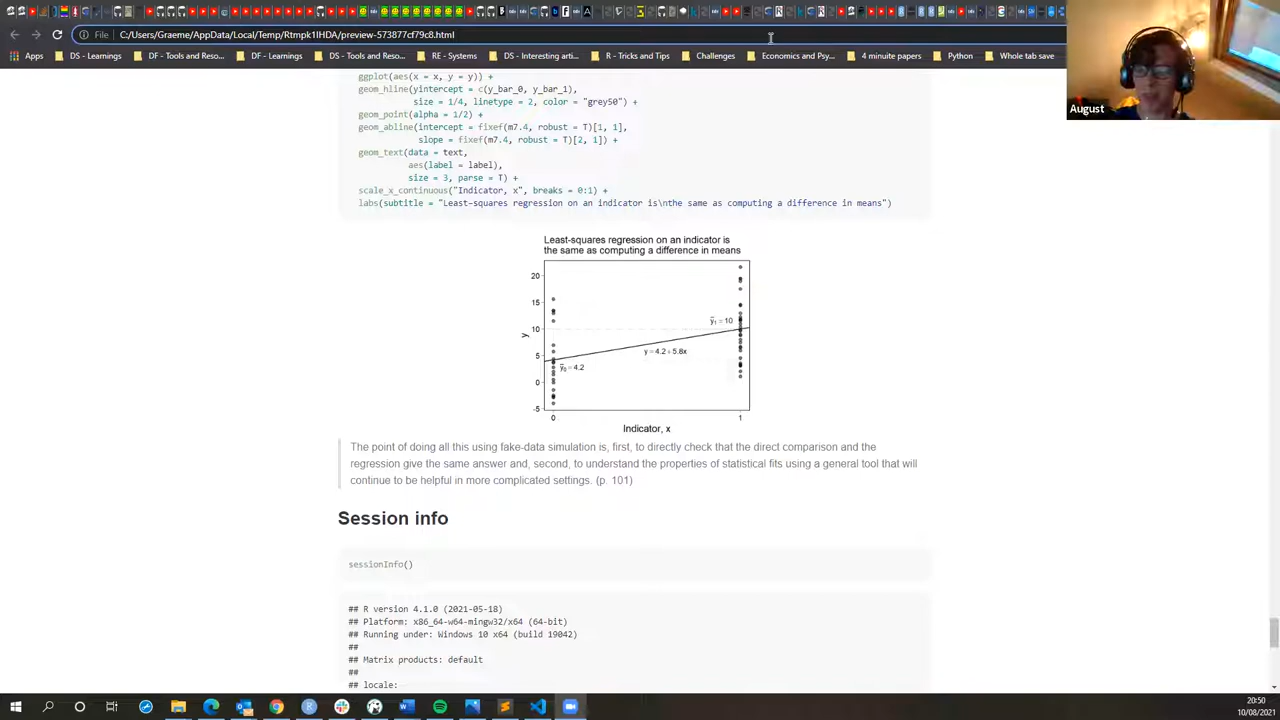 File
C:/Users/Graeme/AppData/Local/Temp/Rtmpk1IHDA/preview-573877cf79c8.html
Apps
DS - Learnings
DF - Tools and Reso...
DF - Learnings
DS - Tools and Reso...
RE - Systems
DS - Interesting arti...
R - Tricks and Tips
Challenges
Economics and Psy...
4 minuite papers
Python
Whole tab save
August
ggplot(aes(x = x, y = y)) +
geom_hline(yintercept = c(y_bar_0, y_bar_1),
size = 1/4, linetype = 2, color = "grey50") +
geom_point(alpha = 1/2) +
geom_abline(intercept = fixef(m7.4, robust = T)[1, 1],
slope = fixef(m7.4, robust = T)[2, 1]) +
geom_text(data = text,
aes(label = label),
size = 3, parse = T) +
scale_x_continuous("Indicator, x", breaks = 0:1) +
labs(subtitle = "Least-squares regression on an indicator is\nthe same as computing a difference in means")
Least-squares regression on an indicator is
the same as computing a difference in means
20
15
10
5
0
-5
y
ȳ₁ = 10
y = 4.2 + 5.8x
ȳ₀ = 4.2
0
1
Indicator, x
The point of doing all this using fake-data simulation is, first, to directly check that the direct comparison and the
regression give the same answer and, second, to understand the properties of statistical fits using a general tool that will
continue to be helpful in more complicated settings. (p. 101)
Session info
sessionInfo()
## R version 4.1.0 (2021-05-18)
## Platform: x86_64-w64-mingw32/x64 (64-bit)
## Running under: Windows 10 x64 (build 19042)
##
## Matrix products: default
##
## locale:
20:50
10/08/2021